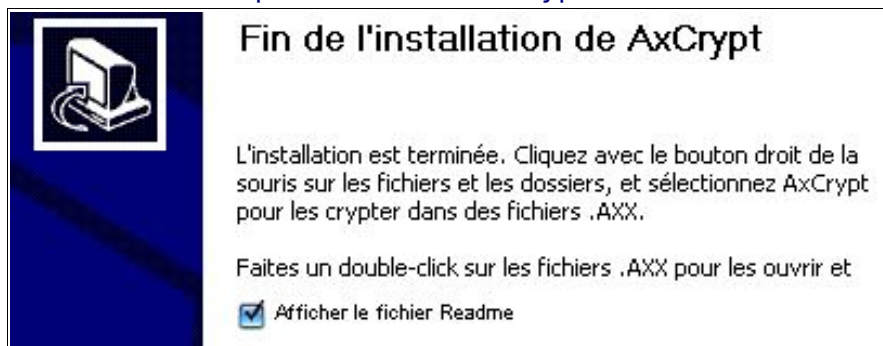 Fin de l'installation de AxCrypt
L'installation est terminée. Cliquez avec le bouton droit de la
souris sur les fichiers et les dossiers, et sélectionnez AxCrypt
pour les crypter dans des fichiers .AXX.
Faites un double-click sur les fichiers .AXX pour les ouvrir et
Afficher le fichier Readme